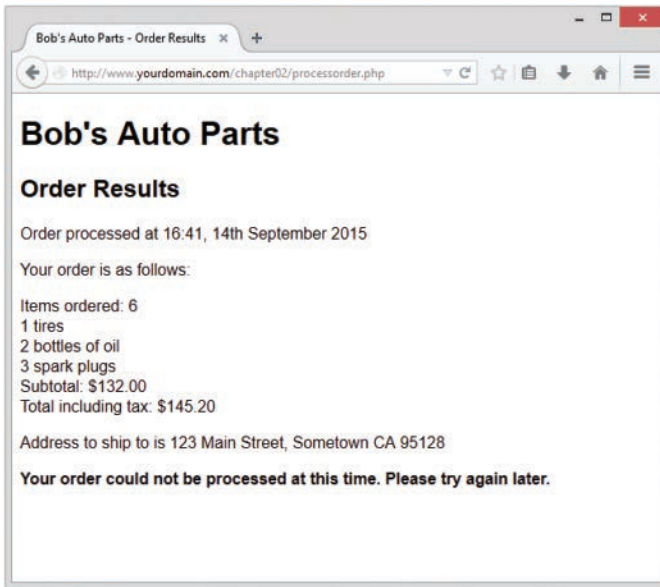 Bob's Auto Parts - Order Results
http://www.yourdomain.com/chapter02/processorder.php
Bob's Auto Parts
Order Results
Order processed at 16:41, 14th September 2015
Your order is as follows:
Items ordered: 6
1 tires
2 bottles of oil
3 spark plugs
Subtotal: $132.00
Total including tax: $145.20
Address to ship to is 123 Main Street, Sometown CA 95128
Your order could not be processed at this time. Please try again later.